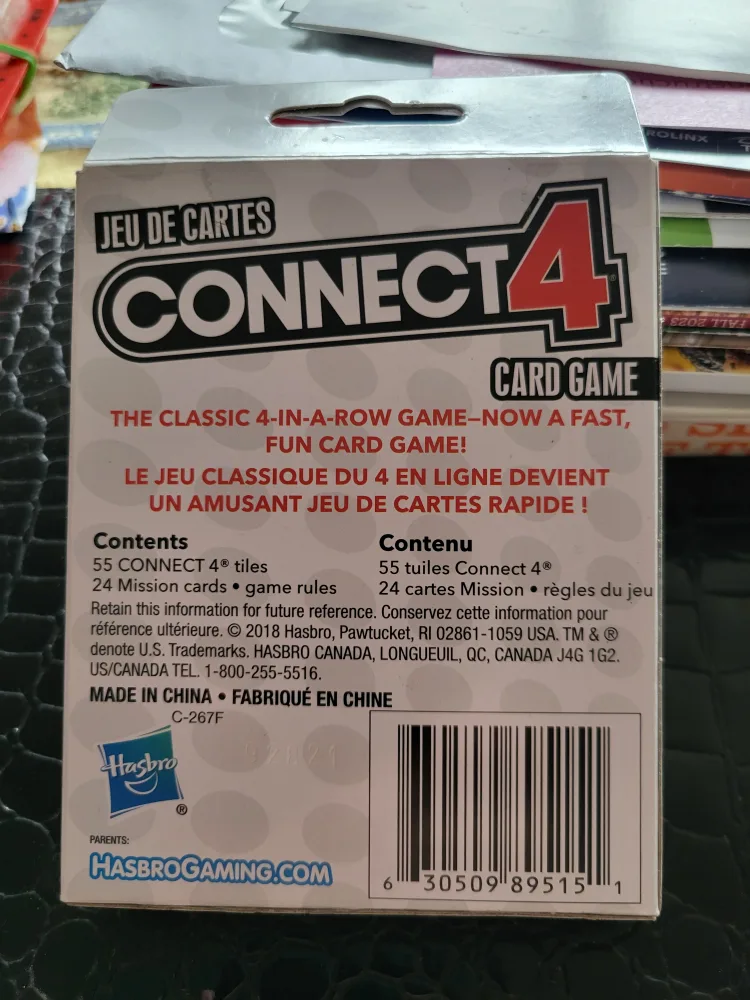 ROLINX
FALL 2023
JEU DE CARTES
CONNECT 4
CARD GAME
THE CLASSIC 4-IN-A-ROW GAME—NOW A FAST,
FUN CARD GAME!
LE JEU CLASSIQUE DU 4 EN LIGNE DEVIENT
UN AMUSANT JEU DE CARTES RAPIDE !
Contents
55 CONNECT 4® tiles
24 Mission cards • game rules
Contenu
55 tuiles Connect 4®
24 cartes Mission • règles du jeu
Retain this information for future reference. Conservez cette information pour
référence ultérieure. © 2018 Hasbro, Pawtucket, RI 02861-1059 USA. TM & ®
denote U.S. Trademarks. HASBRO CANADA, LONGUEUIL, QC, CANADA J4G 1G2.
US/CANADA TEL. 1-800-255-5516.
MADE IN CHINA • FABRIQUÉ EN CHINE
C-267F
Hasbro
®
PARENTS:
HASBROGAMING.COM
6 30509 89515 1